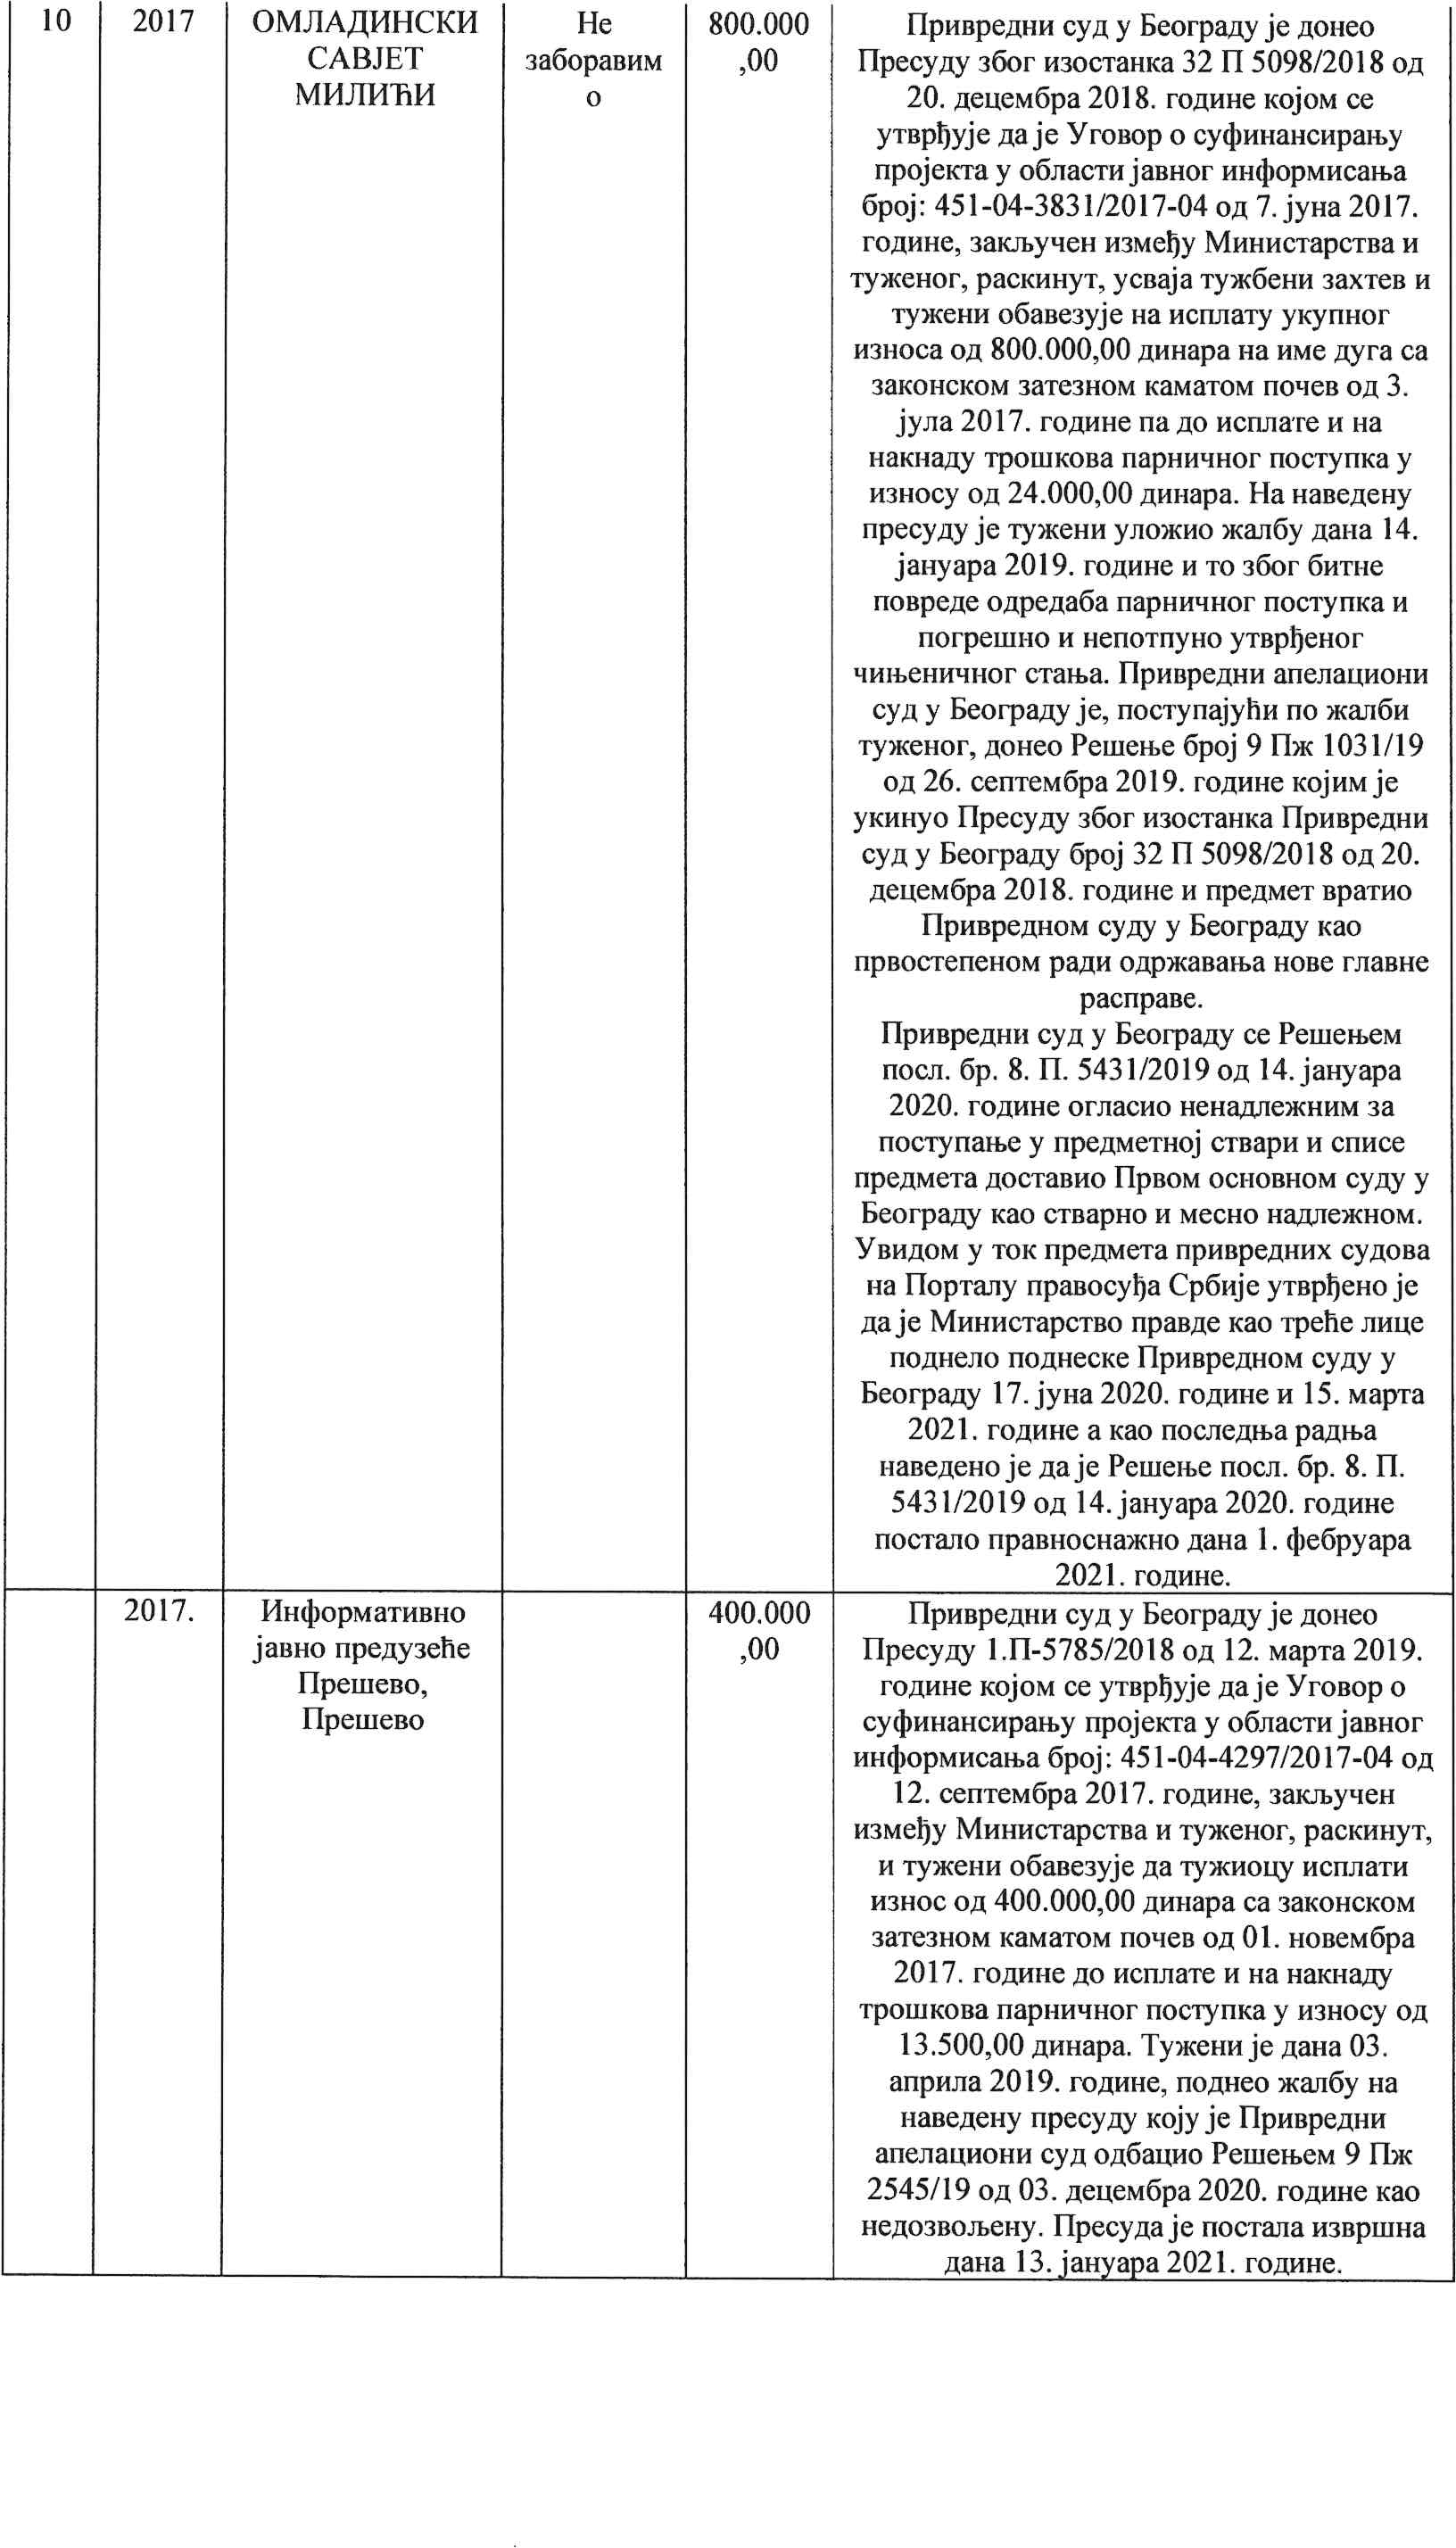 10
2017
ОМЛАДИНСКИ
САВЈЕТ
МИЛИЋИ
Не
заборавим
о
800.000
,00
Привредни суд у Београду је донео
Пресуду због изостанка 32 П 5098/2018 од
20. децембра 2018. године којом се
утврђује да је Уговор о суфинансирању
пројекта у области јавног информисања
број: 451-04-3831/2017-04 од 7. јуна 2017.
године, закључен између Министарства и
туженог, раскинут, усваја тужбени захтев и
тужени обавезује на исплату укупног
износа од 800.000,00 динара на име дуга са
законском затезном каматом почев од 3.
јула 2017. године па до исплате и на
накнаду трошкова парничног поступка у
износу од 24.000,00 динара. На наведену
пресуду је тужени уложио жалбу дана 14.
јануара 2019. године и то због битне
повреде одредаба парничног поступка и
погрешно и непотпуно утврђеног
чињеничног стања. Привредни апелациони
суд у Београду је, поступајући по жалби
туженог, донео Решење број 9 Пж 1031/19
од 26. септембра 2019. године којим је
укинуо Пресуду због изостанка Привредни
суд у Београду број 32 П 5098/2018 од 20.
децембра 2018. године и предмет вратио
Привредном суду у Београду као
првостепеном ради одржавања нове главне
расправе.
Привредни суд у Београду се Решењем
посл. бр. 8. П. 5431/2019 од 14. јануара
2020. године огласио ненадлежним за
поступање у предметној ствари и списе
предмета доставио Првом основном суду у
Београду као стварно и месно надлежном.
Увидом у ток предмета привредних судова
на Порталу правосуђа Србије утврђено је
да је Министарство правде као треће лице
поднело поднеске Привредном суду у
Београду 17. јуна 2020. године и 15. марта
2021. године а као последња радња
наведено је да је Решење посл. бр. 8. П.
5431/2019 од 14. јануара 2020. године
постало правноснажно дана 1. фебруара
2021. године.
2017.
Информативно
јавно предузеће
Прешево,
Прешево
400.000
,00
Привредни суд у Београду је донео
Пресуду 1.П-5785/2018 од 12. марта 2019.
године којом се утврђује да је Уговор о
суфинансирању пројекта у области јавног
информисања број: 451-04-4297/2017-04 од
12. септембра 2017. године, закључен
између Министарства и туженог, раскинут,
и тужени обавезује да тужиоцу исплати
износ од 400.000,00 динара са законском
затезном каматом почев од 01. новембра
2017. године до исплате и на накнаду
трошкова парничног поступка у износу од
13.500,00 динара. Тужени је дана 03.
априла 2019. године, поднео жалбу на
наведену пресуду коју је Привредни
апелациони суд одбацио Решењем 9 Пж
2545/19 од 03. децембра 2020. године као
недозвољену. Пресуда је постала извршна
дана 13. јануара 2021. године.